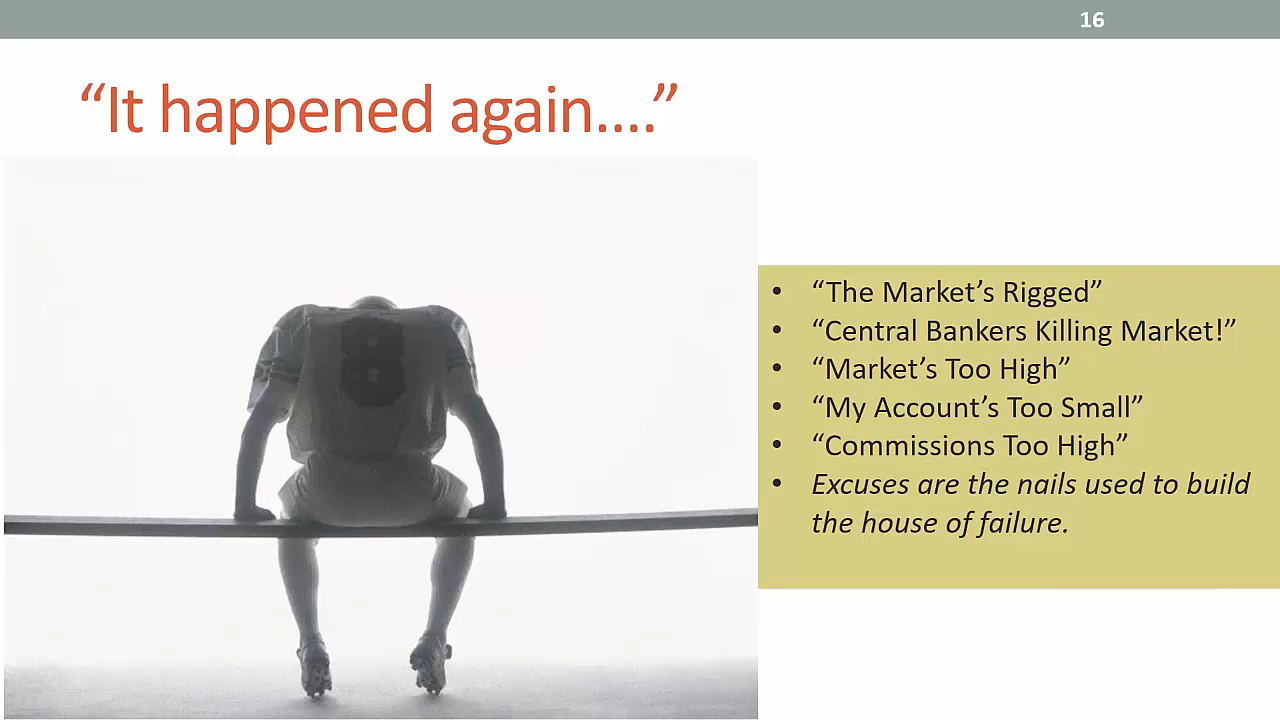 16
“It happened again….”
8
• “The Market’s Rigged”
• “Central Bankers Killing Market!”
• “Market’s Too High”
• “My Account’s Too Small”
• “Commissions Too High”
• Excuses are the nails used to build
the house of failure.